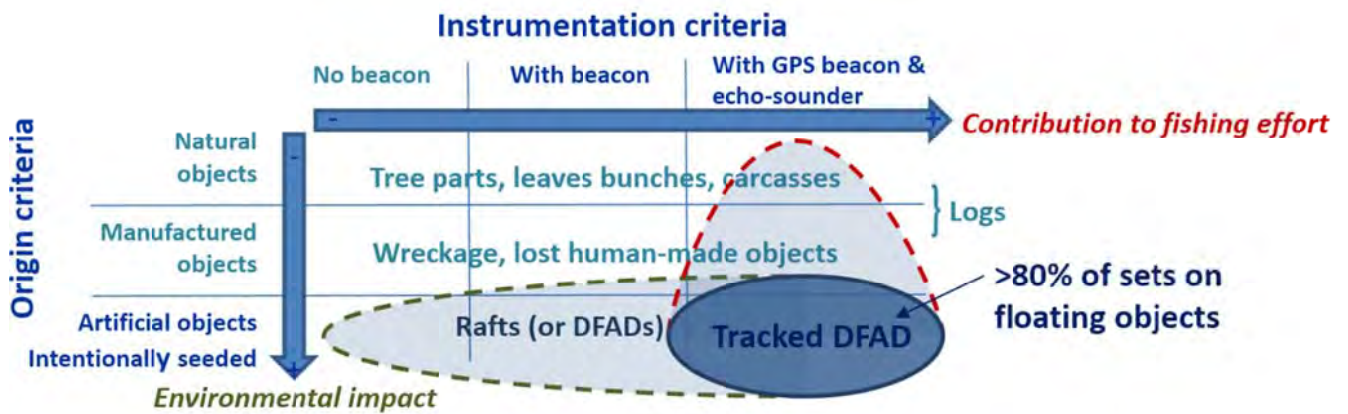 Instrumentation criteria
No beacon
With beacon
With GPS beacon &
echo-sounder
-
+
Contribution to fishing effort
Origin criteria
-
Natural
objects
Tree parts, leaves bunches, carcasses
} Logs
Manufactured
objects
Wreckage, lost human-made objects
>80% of sets on
floating objects
Artificial objects
Intentionally seeded
Rafts (or DFADs)
Tracked DFAD
+
Environmental impact